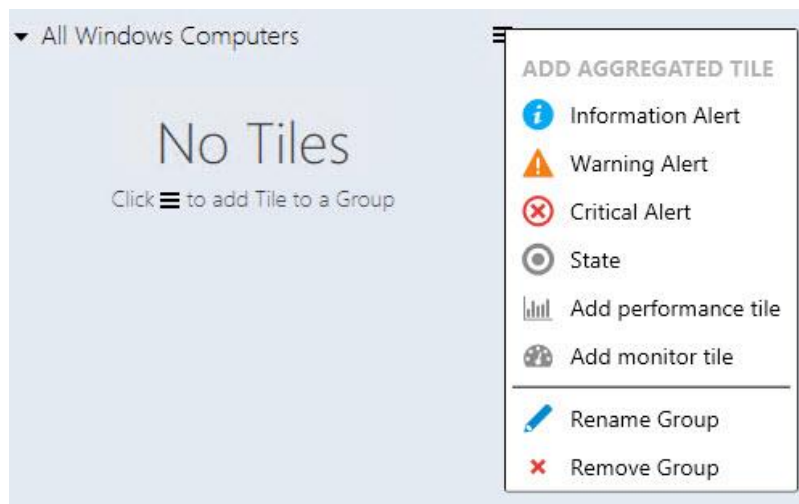 All Windows Computers
No Tiles
Click to add Tile to a Group
ADD AGGREGATED TILE
Information Alert
Warning Alert
Critical Alert
State
Add performance tile
Add monitor tile
Rename Group
Remove Group